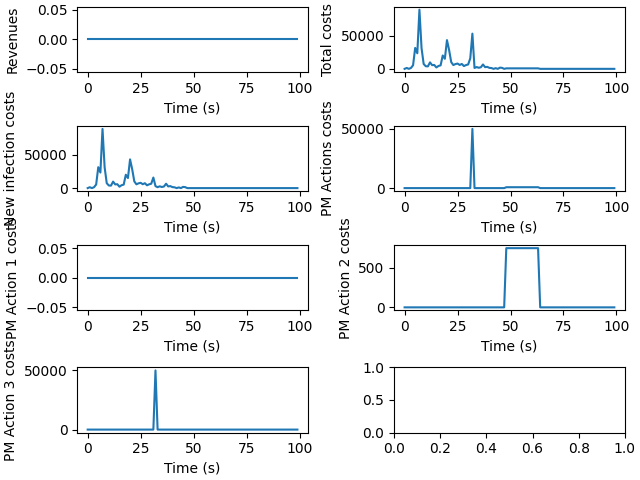 Revenues
0.05
0.00
−0.05
0 25 50 75 100
Time (s)
Total costs
50000
0
0 25 50 75 100
Time (s)
New infection costs
50000
0
0 25 50 75 100
Time (s)
PM Actions costs
50000
0
0 25 50 75 100
Time (s)
PM Action 1 costs
0.05
0.00
−0.05
0 25 50 75 100
Time (s)
PM Action 2 costs
500
0
0 25 50 75 100
Time (s)
PM Action 3 costs
50000
0
0 25 50 75 100
Time (s)
1.0
0.5
0.0
0.0 0.2 0.4 0.6 0.8 1.0